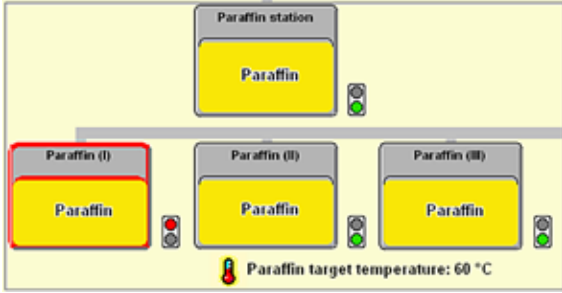 Paraffin station
Paraffin
Paraffin (I)
Paraffin (II)
Paraffin (III)
Paraffin
Paraffin
Paraffin
Paraffin target temperature: 60 °C